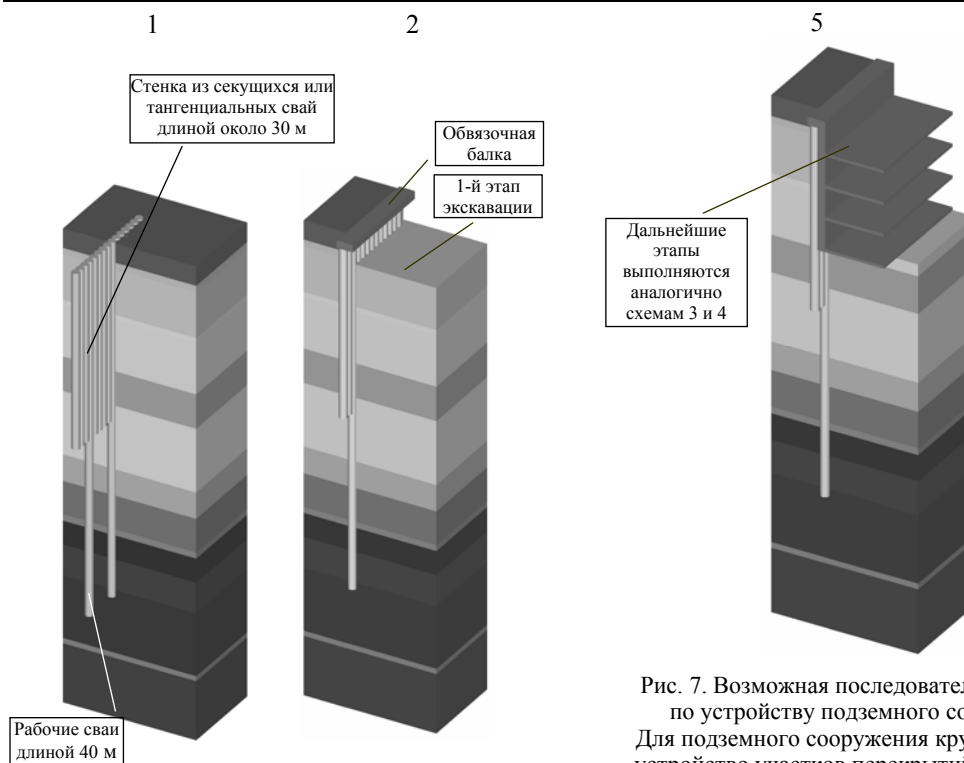 1
2
5
Стенка из секущихся или
тангенциальных свай
длиной около 30 м
Обвязочная
балка
1-й этап
экскавации
Дальнейшие
этапы
выполняются
аналогично
схемам 3 и 4
Рабочие сваи
длиной 40 м
Рис. 7. Возможная
по устройству подземного
Для подземного сооружения